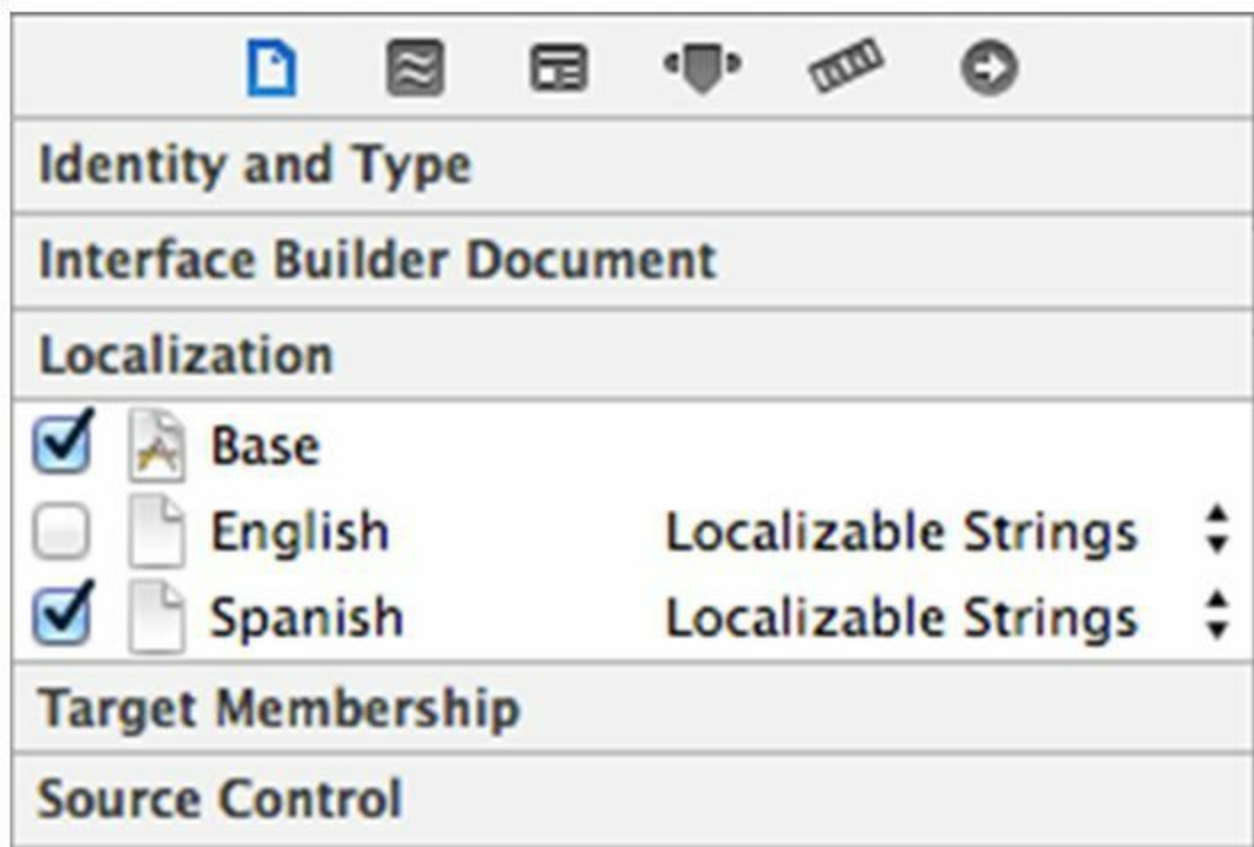 Identity and Type
Interface Builder Document
Localization
Base
English Localizable Strings
Spanish Localizable Strings
Target Membership
Source Control